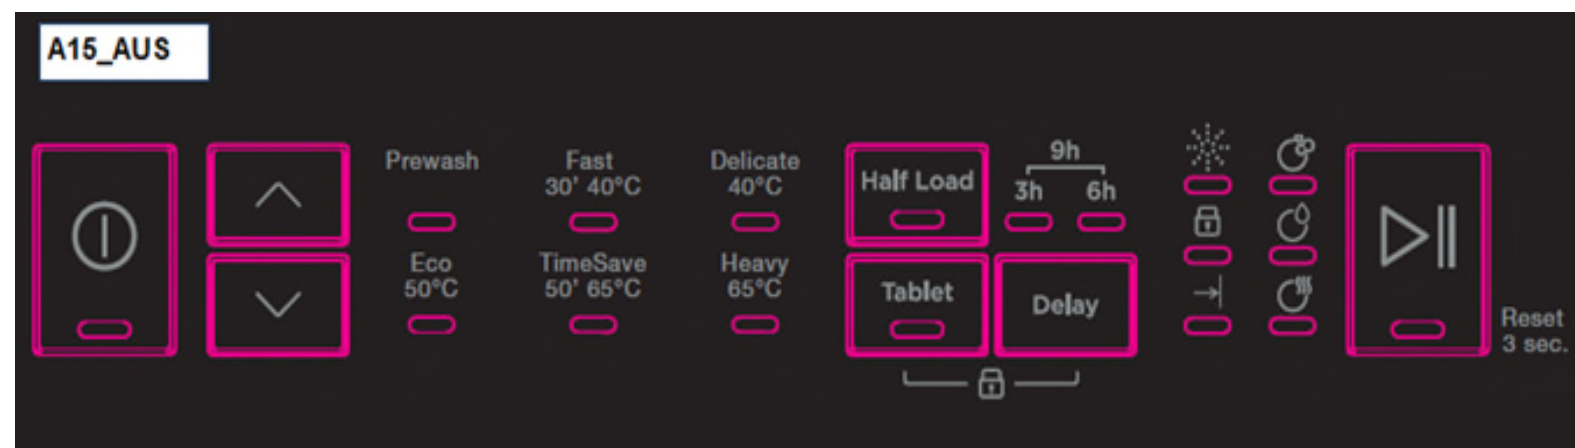 A15_AUS
Prewash
Fast
30' 40°C
Delicate
40°C
Eco
50°C
TimeSave
50' 65°C
Heavy
65°C
Half Load
9h
3h 6h
Tablet
Delay
Reset
3 sec.